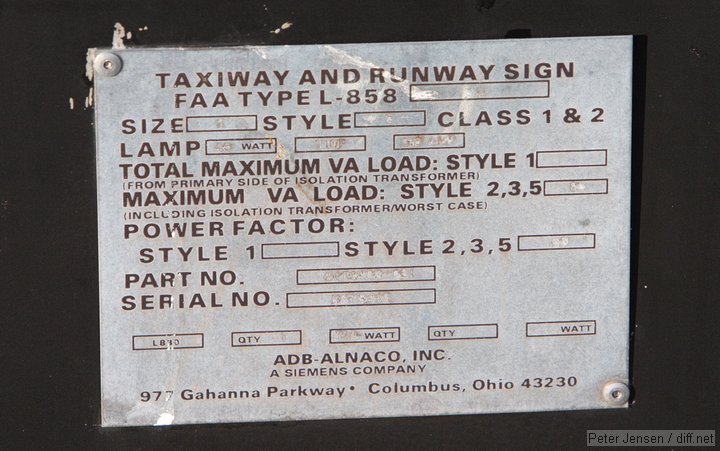 TAXIWAY AND RUNWAY SIGN
FAA TYPE L-858
SIZE STYLE CLASS 1 & 2
LAMP WATT
TOTAL MAXIMUM VA LOAD: STYLE 1
(FROM PRIMARY SIDE OF ISOLATION TRANSFORMER)
MAXIMUM VA LOAD: STYLE 2,3,5
(INCLUDING ISOLATION TRANSFORMER/WORST CASE)
POWER FACTOR:
STYLE 1 STYLE 2,3,5
PART NO.
SERIAL NO.
L830 QTY WATT QTY WATT
ADB-ALNACO, INC.
A SIEMENS COMPANY
977 Gahanna Parkway • Columbus, Ohio 43230
Peter Jensen / diff.net